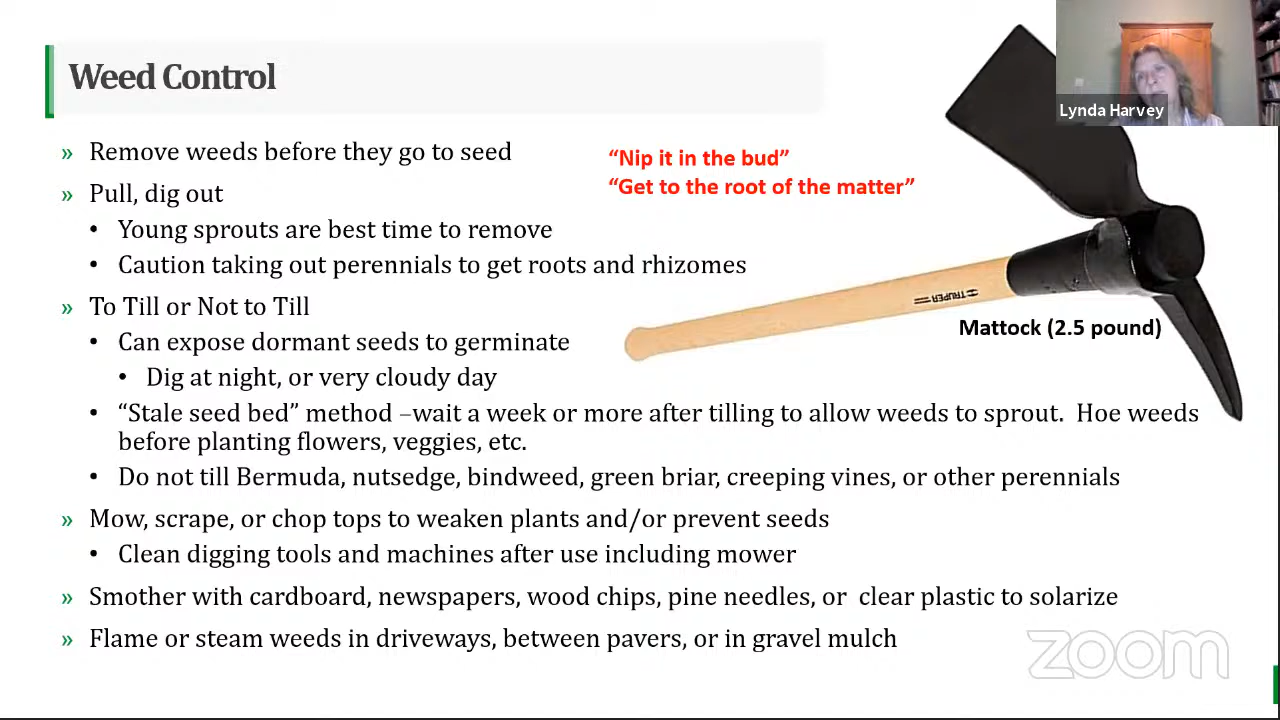 Weed Control
Lynda Harvey
» Remove weeds before they go to seed
“Nip it in the bud”
“Get to the root of the matter”
» Pull, dig out
• Young sprouts are best time to remove
• Caution taking out perennials to get roots and rhizomes
TRUPER
Mattock (2.5 pound)
» To Till or Not to Till
• Can expose dormant seeds to germinate
• Dig at night, or very cloudy day
• “Stale seed bed” method –wait a week or more after tilling to allow weeds to sprout.  Hoe weeds
before planting flowers, veggies, etc.
• Do not till Bermuda, nutsedge, bindweed, green briar, creeping vines, or other perennials
» Mow, scrape, or chop tops to weaken plants and/or prevent seeds
• Clean digging tools and machines after use including mower
» Smother with cardboard, newspapers, wood chips, pine needles, or  clear plastic to solarize
» Flame or steam weeds in driveways, between pavers, or in gravel mulch
zoom